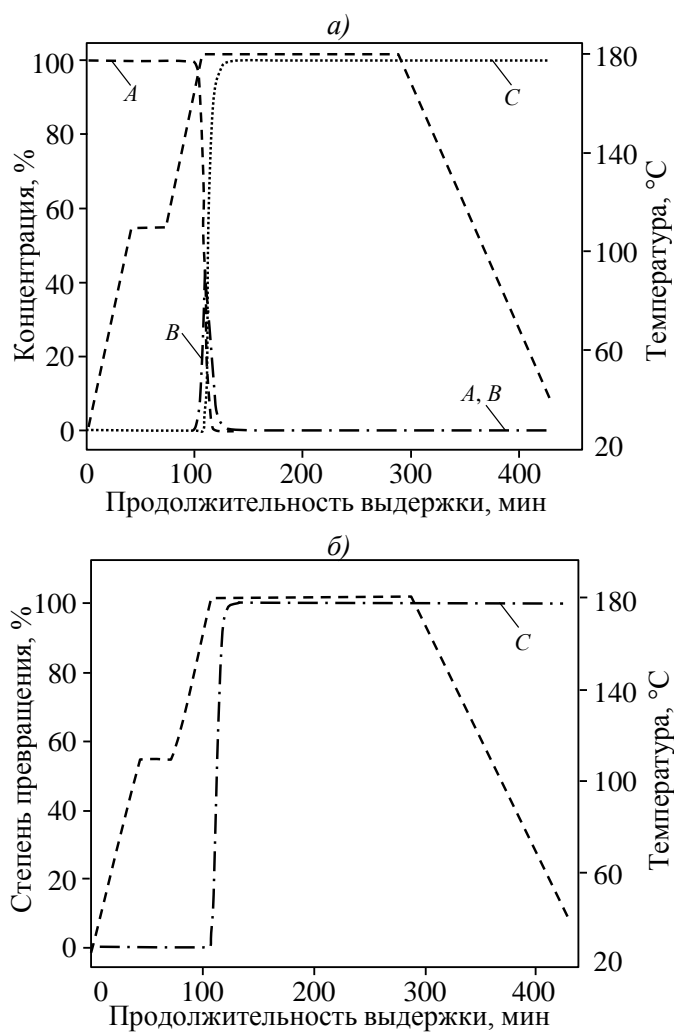 а)
Концентрация, %
100
80
60
40
20
0
A
B
C
A, B
180
140
100
60
20
Температура, °C
0 100 200 300 400
Продолжительность выдержки, мин
б)
Степень превращения, %
100
80
60
40
20
0
C
180
140
100
60
20
Температура, °C
0 100 200 300 400
Продолжительность выдержки, мин